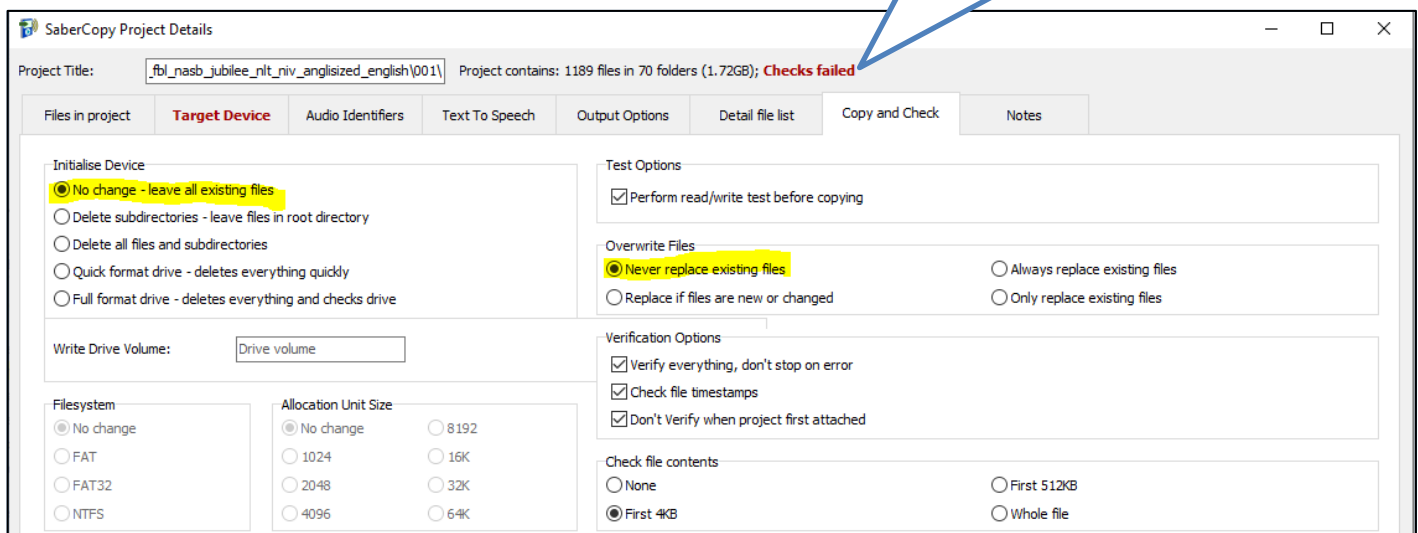 SaberCopy Project Details
Project Title: _fbl_nasb_jubilee_nlt_niv_anglisized_english\001\ Project contains: 1189 files in 70 folders (1.72GB); Checks failed
Files in project Target Device Audio Identifiers Text To Speech Output Options Detail file list Copy and Check Notes
Initialise Device
No change - leave all existing files
Delete subdirectories - leave files in root directory
Delete all files and subdirectories
Quick format drive - deletes everything quickly
Full format drive - deletes everything and checks drive
Write Drive Volume: Drive volume
Filesystem
No change
FAT
FAT32
NTFS
Allocation Unit Size
No change 8192
1024 16K
2048 32K
4096 64K
Test Options
Perform read/write test before copying
Overwrite Files
Never replace existing files Always replace existing files
Replace if files are new or changed Only replace existing files
Verification Options
Verify everything, don't stop on error
Check file timestamps
Don't Verify when project first attached
Check file contents
None First 512KB
First 4KB Whole file